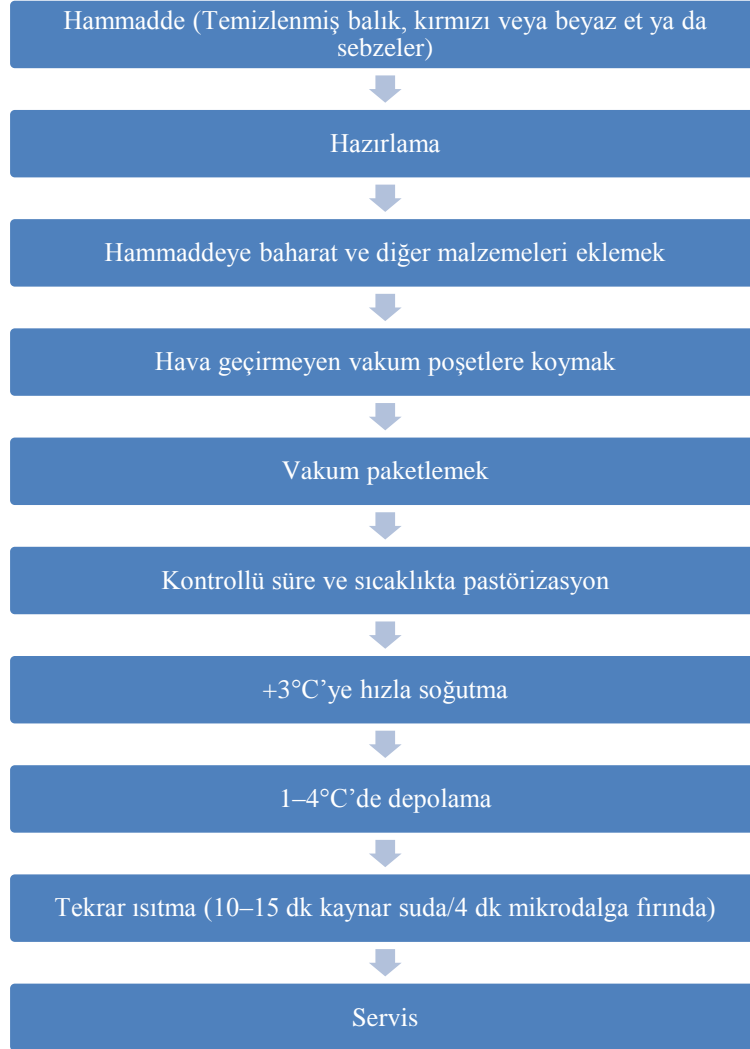 Hammadde (Temizlenmiş balık, kırmızı veya beyaz et ya da
sebzeler)
Hazırlama
Hammaddeye baharat ve diğer malzemeleri eklemek
Hava geçirmeyen vakum poşetlere koymak
Vakum paketlemek
Kontrollü süre ve sıcaklıkta pastörizasyon
+3°C’ye hızla soğutma
1–4°C’de depolama
Tekrar ısıtma (10–15 dk kaynar suda/4 dk mikrodalga fırında)
Servis